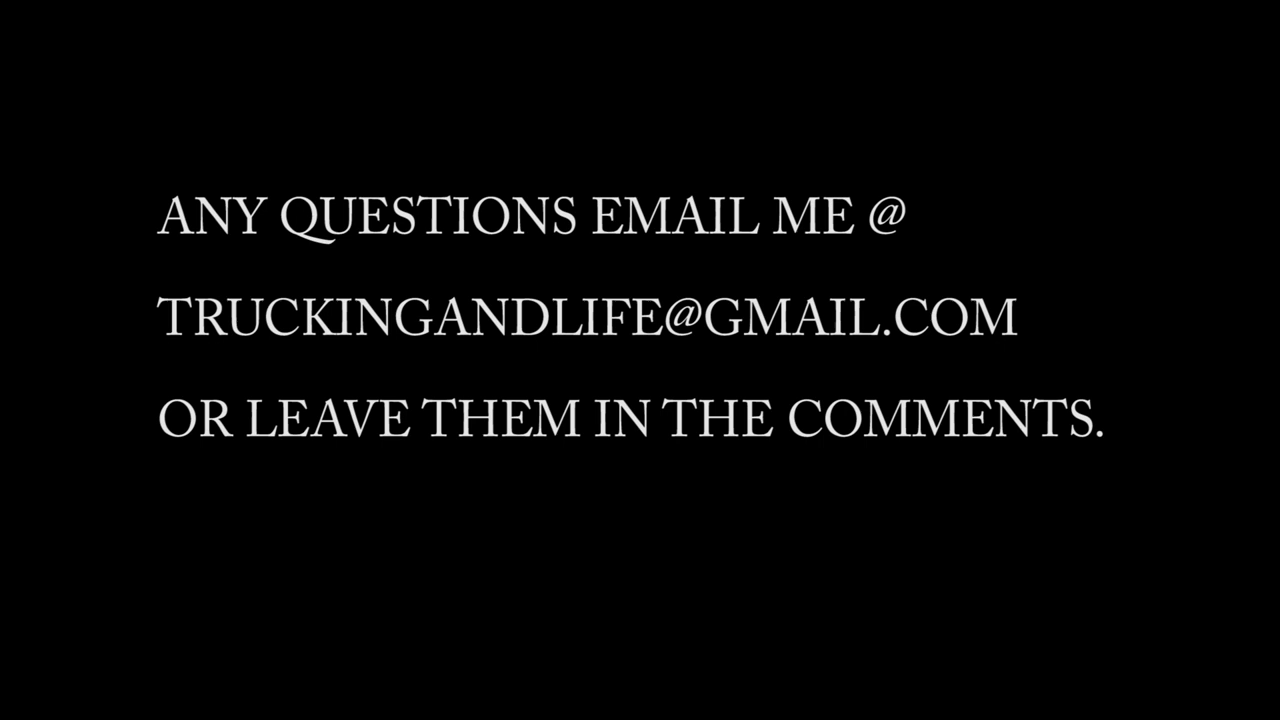 ANY QUESTIONS EMAIL ME @
TRUCKINGANDLIFE@GMAIL.COM
OR LEAVE THEM IN THE COMMENTS.